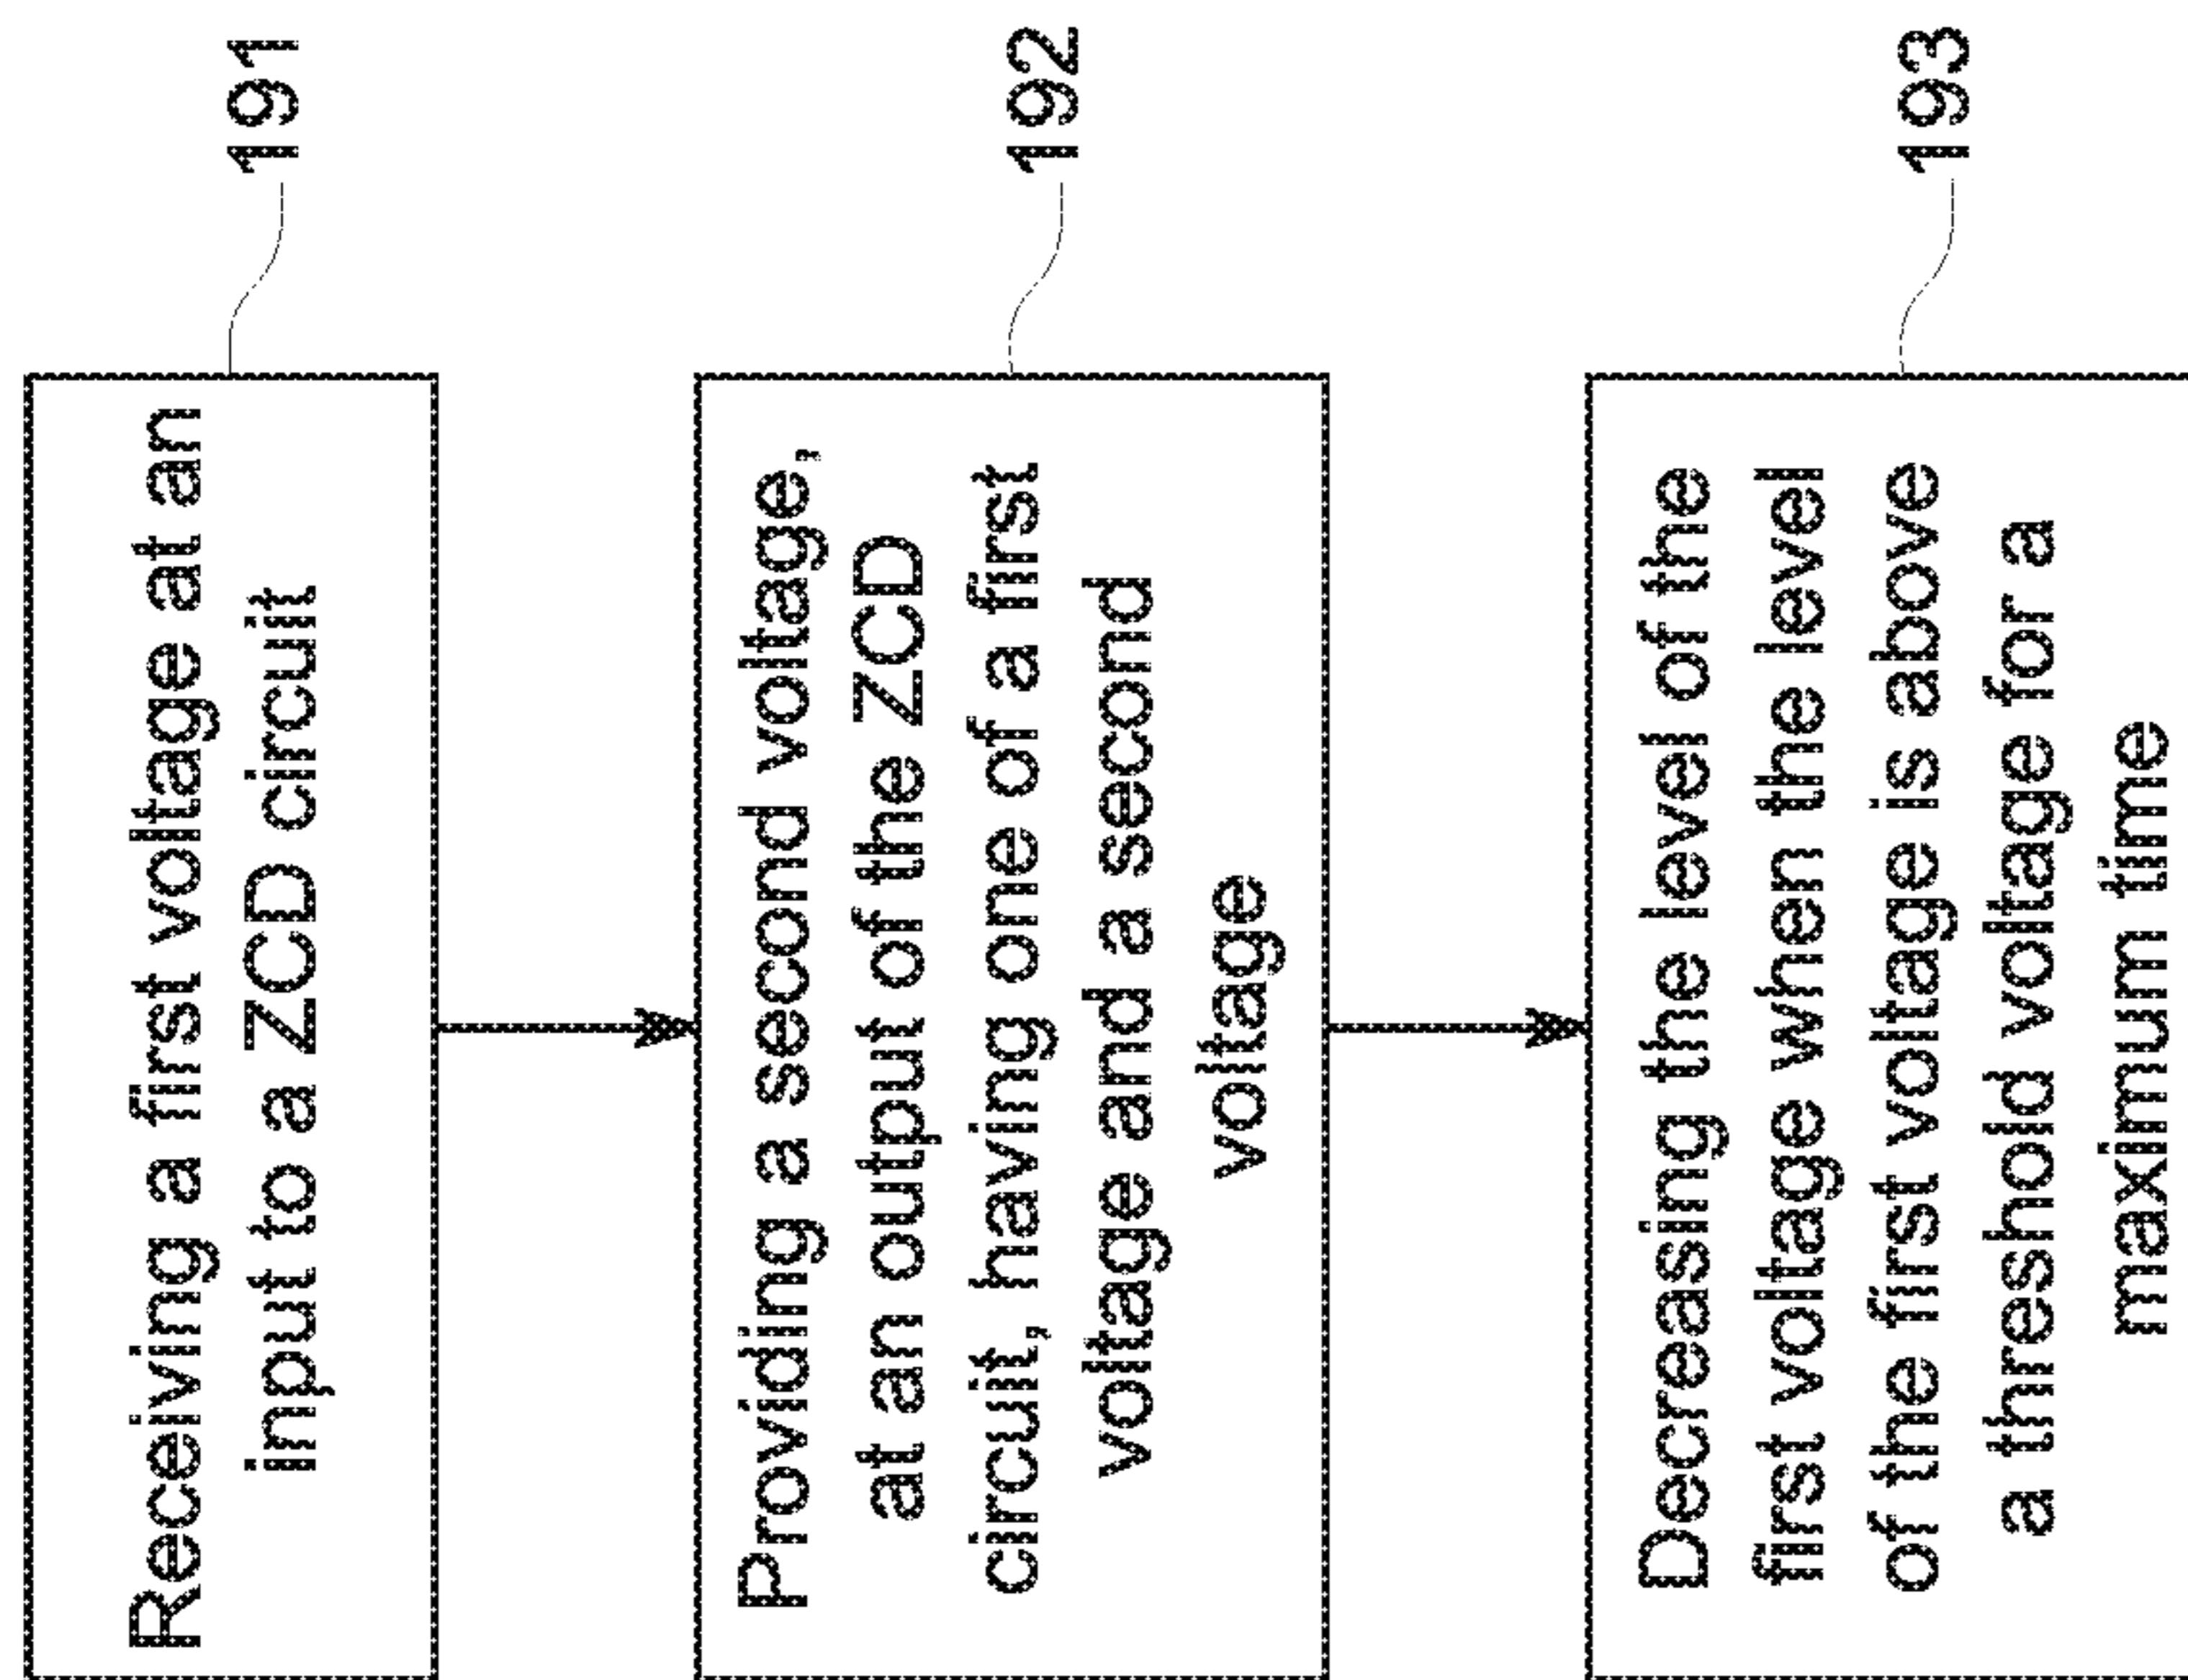 Receiving a first voltage at an
input to a ZCD circuit
191
Providing a second voltage,
at an output of the ZCD
circuit, having one of a first
voltage and a second
voltage
192
Decreasing the level of the
first voltage when the level
of the first voltage is above
a threshold voltage for a
maximum time
193